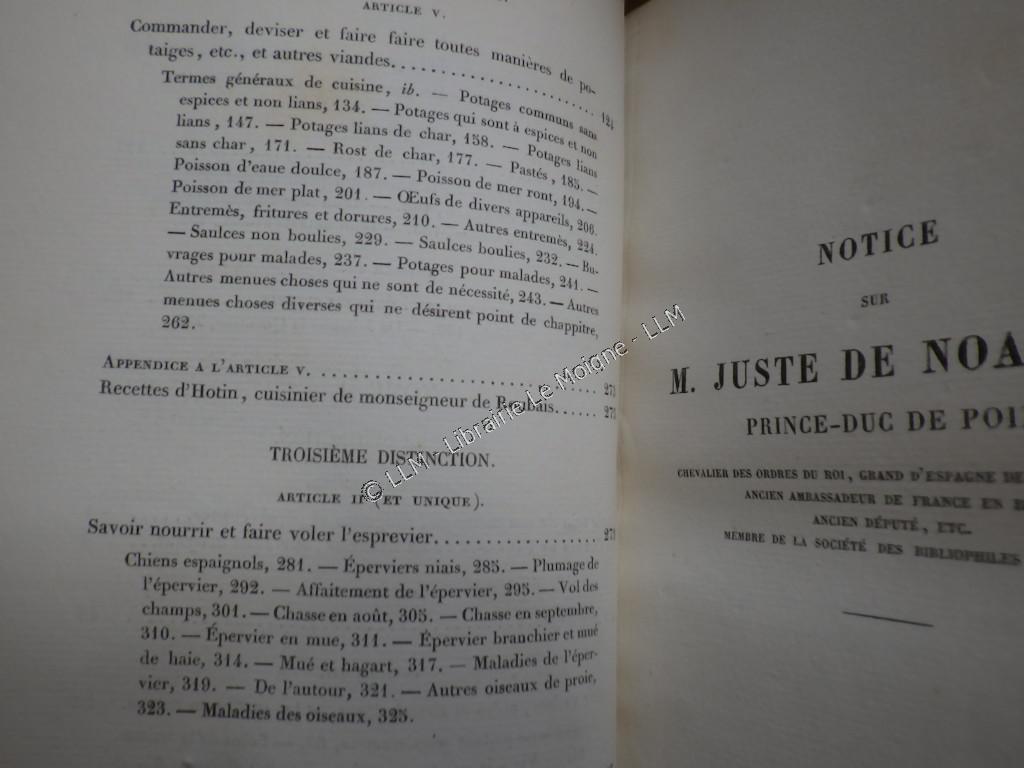 ARTICLE V.
Commander, deviser et faire faire toutes manières de po-
taiges, etc., et autres viandes. . . . . . . . . . . . . . . . . . . . 124
Termes généraux de cuisine, ib. — Potages communs sans
espices et non lians, 134. — Potages qui sont à espices et non
lians, 147. — Potages lians de char, 158. — Potages lians
sans char, 171. — Rost de char, 177. — Pastés, 185. —
Poisson d'eaue doulce, 187. — Poisson de mer ront, 194. —
Poisson de mer plat, 201. — Œufs de divers appareils, 206.
Entremès, fritures et dorures, 210. — Autres entremès, 224.
— Saulces non boulies, 229. — Saulces boulies, 232. — Bu-
vrages pour malades, 237. — Potages pour malades, 241. —
Autres menues choses qui ne sont de nécessité, 243. — Autres
menues choses diverses qui ne désirent point de chappitre,
262.
APPENDICE A L'ARTICLE V. . . . . . . . . . . . . . . . . . . . . . .
Recettes d'Hotin, cuisinier de monseigneur de Roubais. . . . . .
TROISIÈME DISTINCTION.
ARTICLE II (ET UNIQUE).
Savoir nourrir et faire voler l'esprevier. . . . . . . . . . . . . . . . . .
Chiens espaignols, 281. — Éperviers niais, 285. — Plumage de
l'épervier, 292. — Affaitement de l'épervier, 295. — Vol des
champs, 301. — Chasse en août, 305. — Chasse en septembre,
310. — Épervier en mue, 311. — Épervier branchier et mué
de haie, 314. — Mué et hagart, 317. — Maladies de l'éper-
vier, 319. — De l'autour, 321. — Autres oiseaux de proie,
323. — Maladies des oiseaux, 325.
NOTICE
SUR
M. JUSTE DE NOA
PRINCE-DUC DE POI
CHEVALIER DES ORDRES DU ROI, GRAND D'ESPAGNE DE
ANCIEN AMBASSADEUR DE FRANCE EN
ANCIEN DÉPUTÉ, ETC.
MEMBRE DE LA SOCIÉTÉ DES BIBLIOPHILES
© LLM - Librairie Le Moigne - LLM